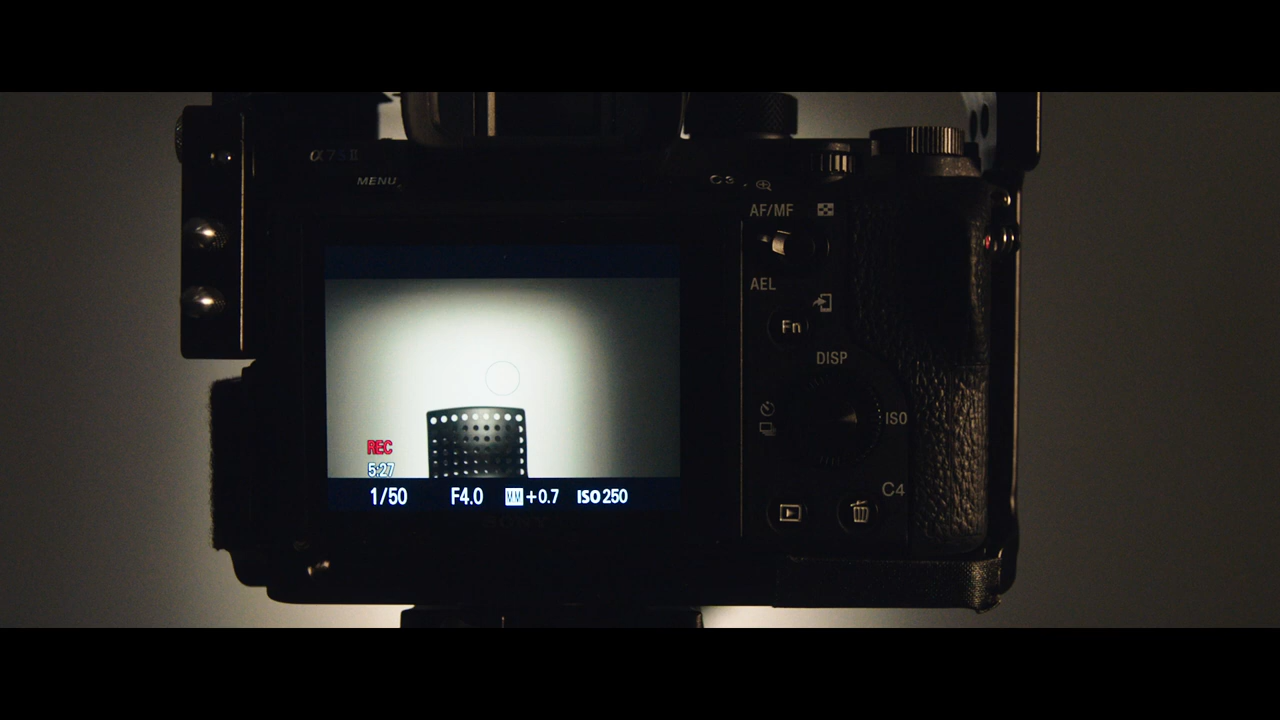 α7SII
MENU
C3
AF/MF
AEL
Fn
DISP
ISO
C4
REC
5:27
1/50 F4.0 +0.7 ISO 250